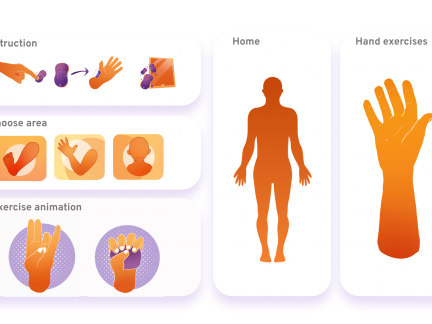 struction
Home
Hand exercises
hoose area
xercise animation